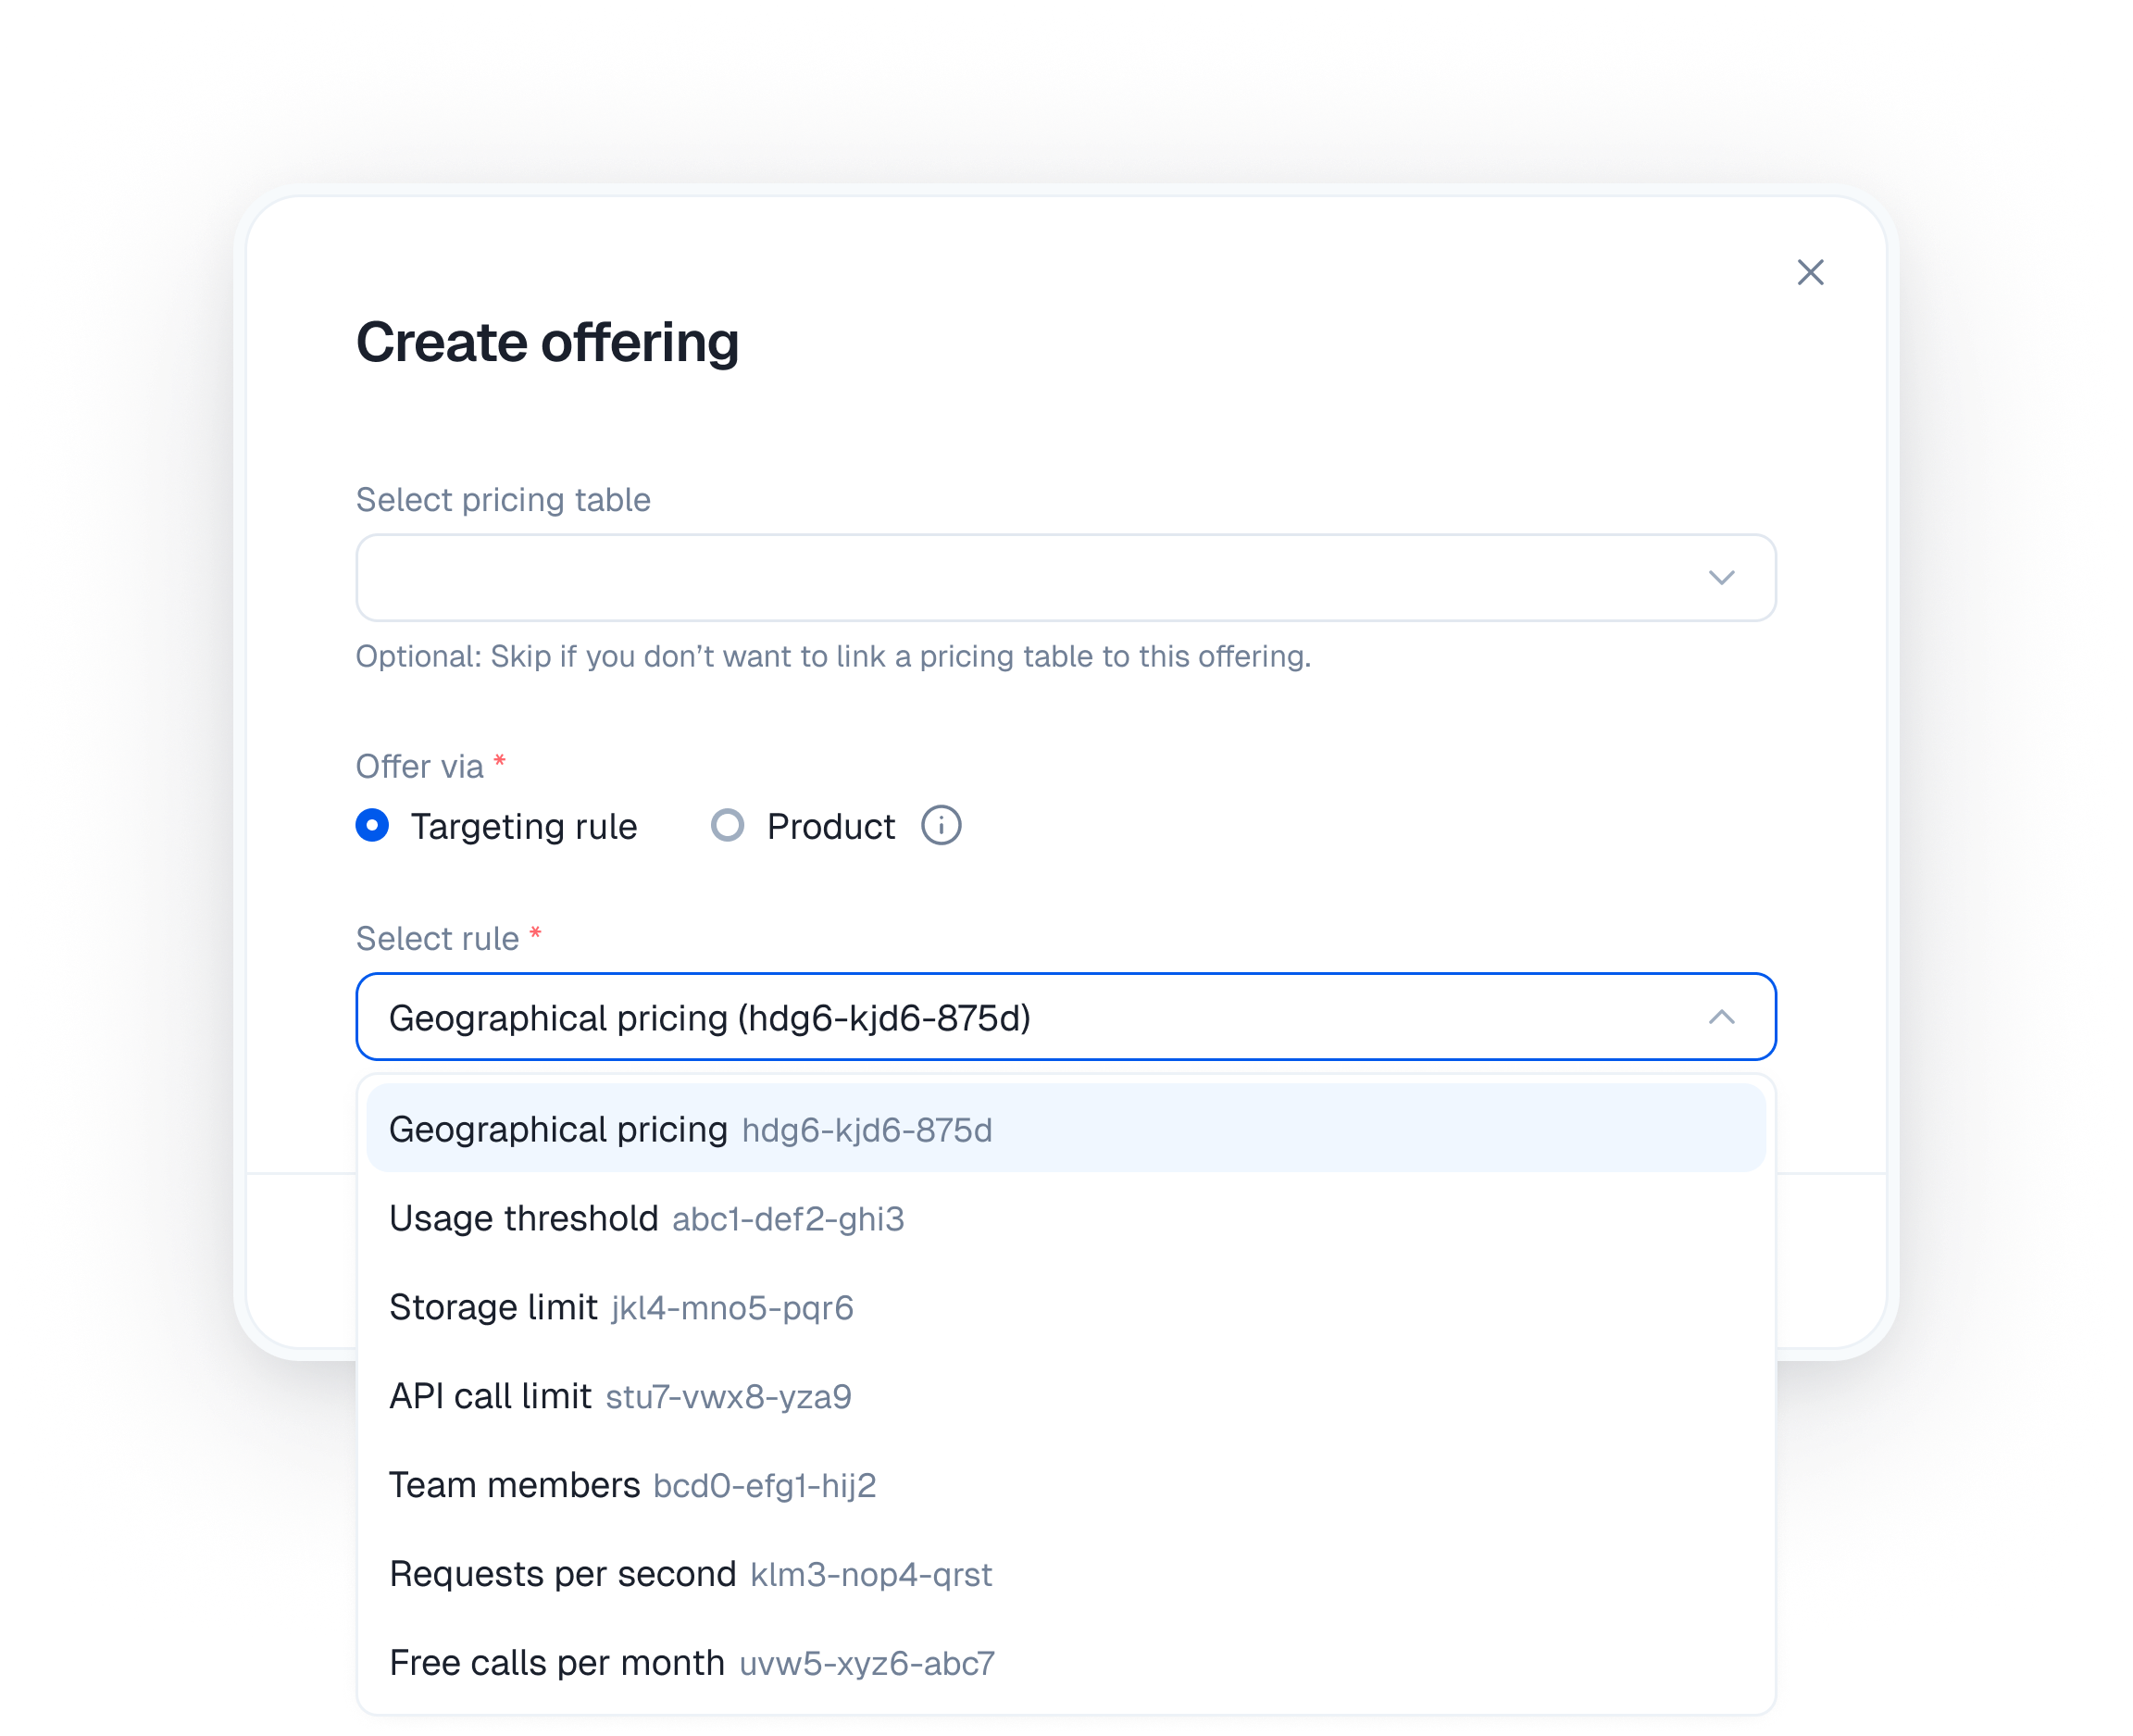 Create offering
Select pricing table
Optional: Skip if you don’t want to link a pricing table to this offering.
Offer via *
Targeting rule Product
Select rule *
Geographical pricing (hdg6-kjd6-875d)
Geographical pricing hdg6-kjd6-875d
Usage threshold abc1-def2-ghi3
Storage limit jkl4-mno5-pqr6
API call limit stu7-vwx8-yza9
Team members bcd0-efg1-hij2
Requests per second klm3-nop4-qrst
Free calls per month uvw5-xyz6-abc7